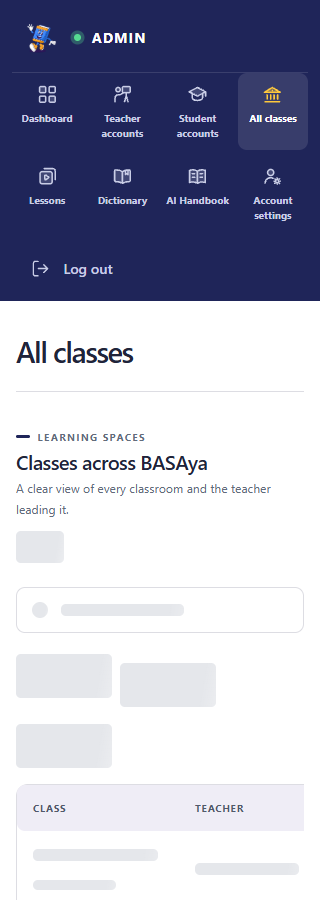 ADMIN
Dashboard
Teacher
accounts
Student
accounts
All classes
Lessons
Dictionary
AI Handbook
Account
settings
Log out
All classes
LEARNING SPACES
Classes across BASAya
A clear view of every classroom and the teacher
leading it.
CLASS
TEACHER